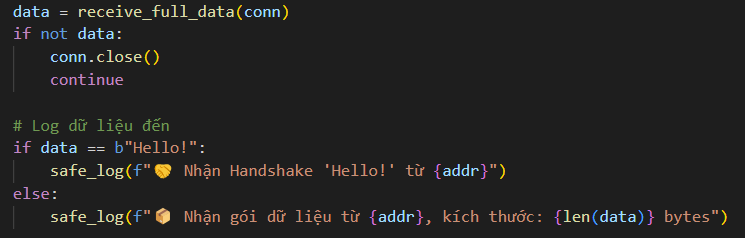 data = receive_full_data(conn)
if not data:
    conn.close()
    continue

# Log dữ liệu đến
if data == b"Hello!":
    safe_log(f"🤝 Nhận Handshake 'Hello!' từ {addr}")
else:
    safe_log(f"📦 Nhận gói dữ liệu từ {addr}, kích thước: {len(data)} bytes")